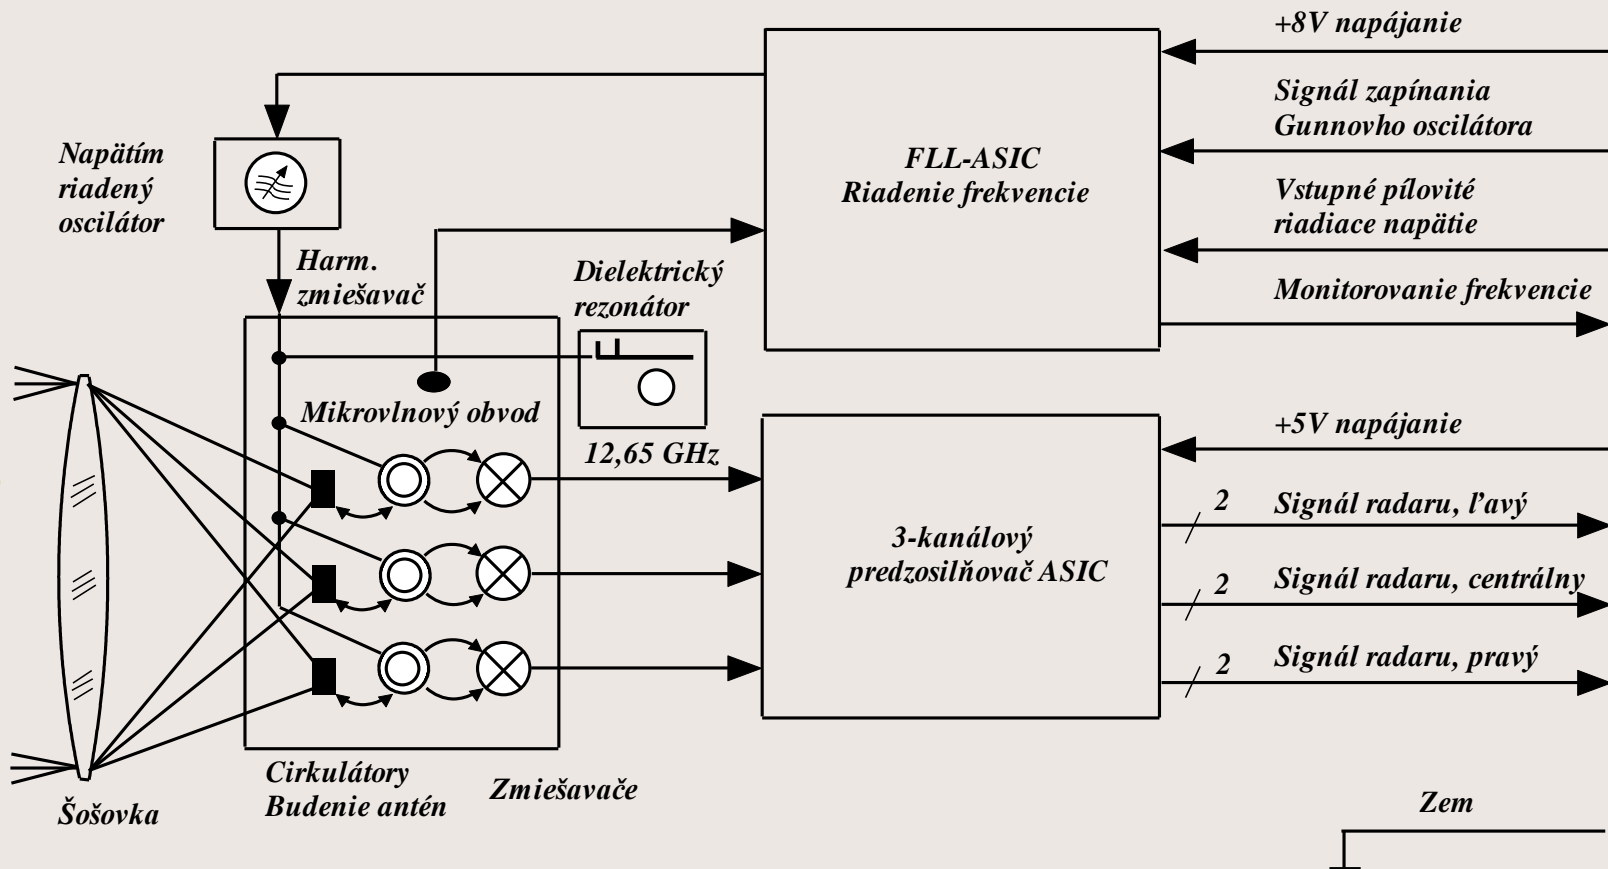 +8V napájanie
Signál zapínania
Gunnovho oscilátora
Napätím
riadený
oscilátor
FLL-ASIC
Riadenie frekvencie
Vstupné pílovité
riadiace napätie
Harm.
zmiešavač
Dielektrický
rezonátor
Monitorovanie frekvencie
Mikrovlnový obvod
12,65 GHz
+5V napájanie
2
Signál radaru, ľavý
3-kanálový
predzosilňovač ASIC
2
Signál radaru, centrálny
2
Signál radaru, pravý
Cirkulátory
Budenie antén
Zmiešavače
Šošovka
Zem